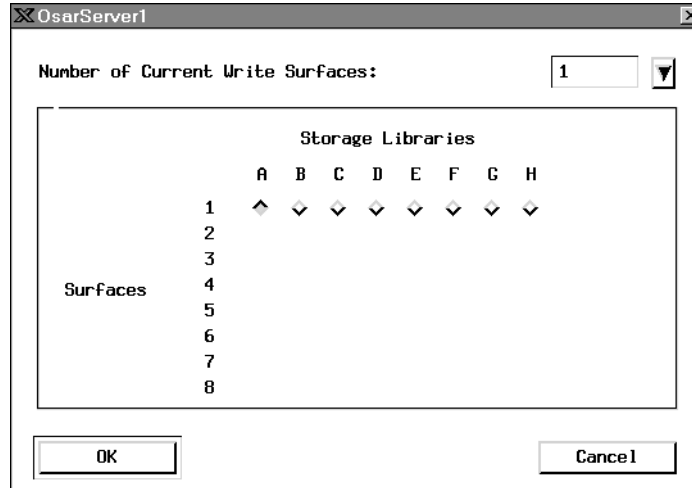 OsarServer1
Number of Current Write Surfaces: 1
Storage Libraries
A B C D E F G H
1
2
3
Surfaces 4
5
6
7
8
OK Cancel